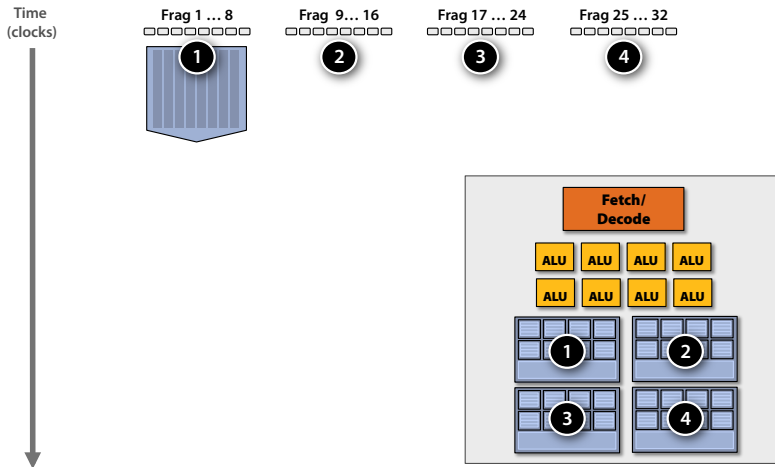 Time
(clocks)
Frag 1 … 8
Frag 9… 16
Frag 17 … 24
Frag 25 … 32
1
2
3
4
Fetch/
Decode
ALU
ALU
ALU
ALU
ALU
ALU
ALU
ALU
1
2
3
4